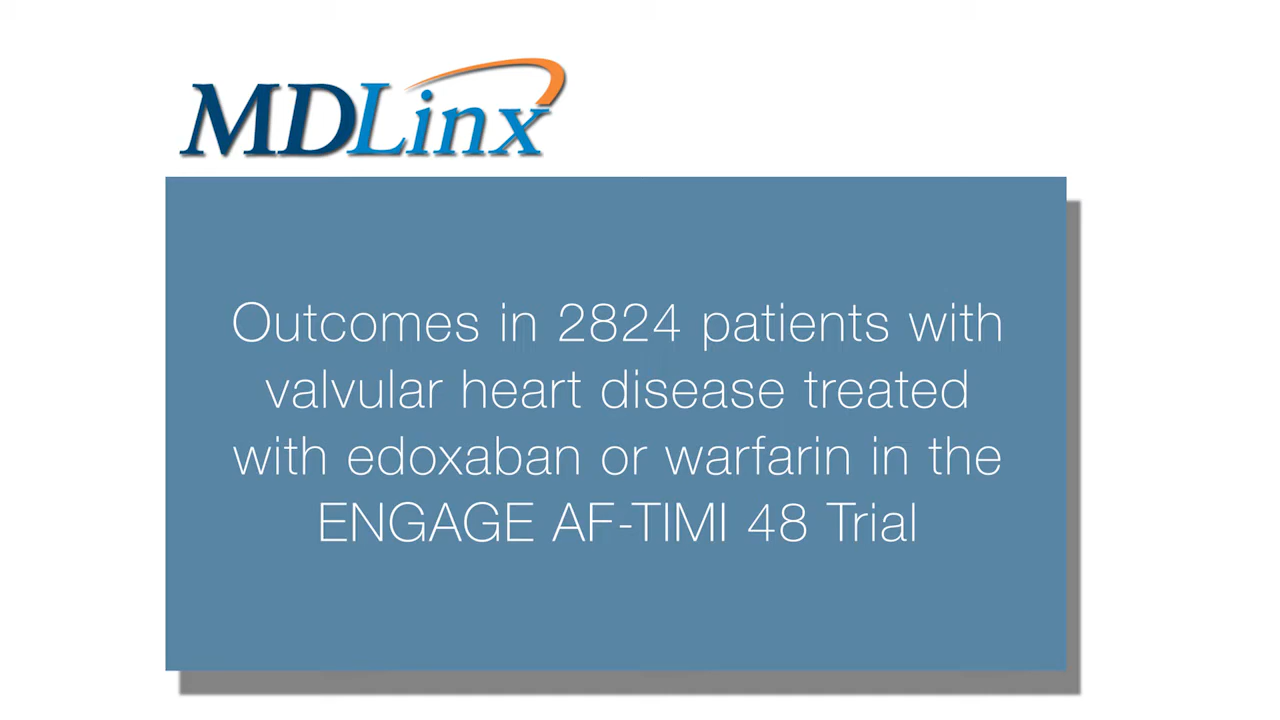 MDLinx
Outcomes in 2824 patients with
valvular heart disease treated
with edoxaban or warfarin in the
ENGAGE AF-TIMI 48 Trial